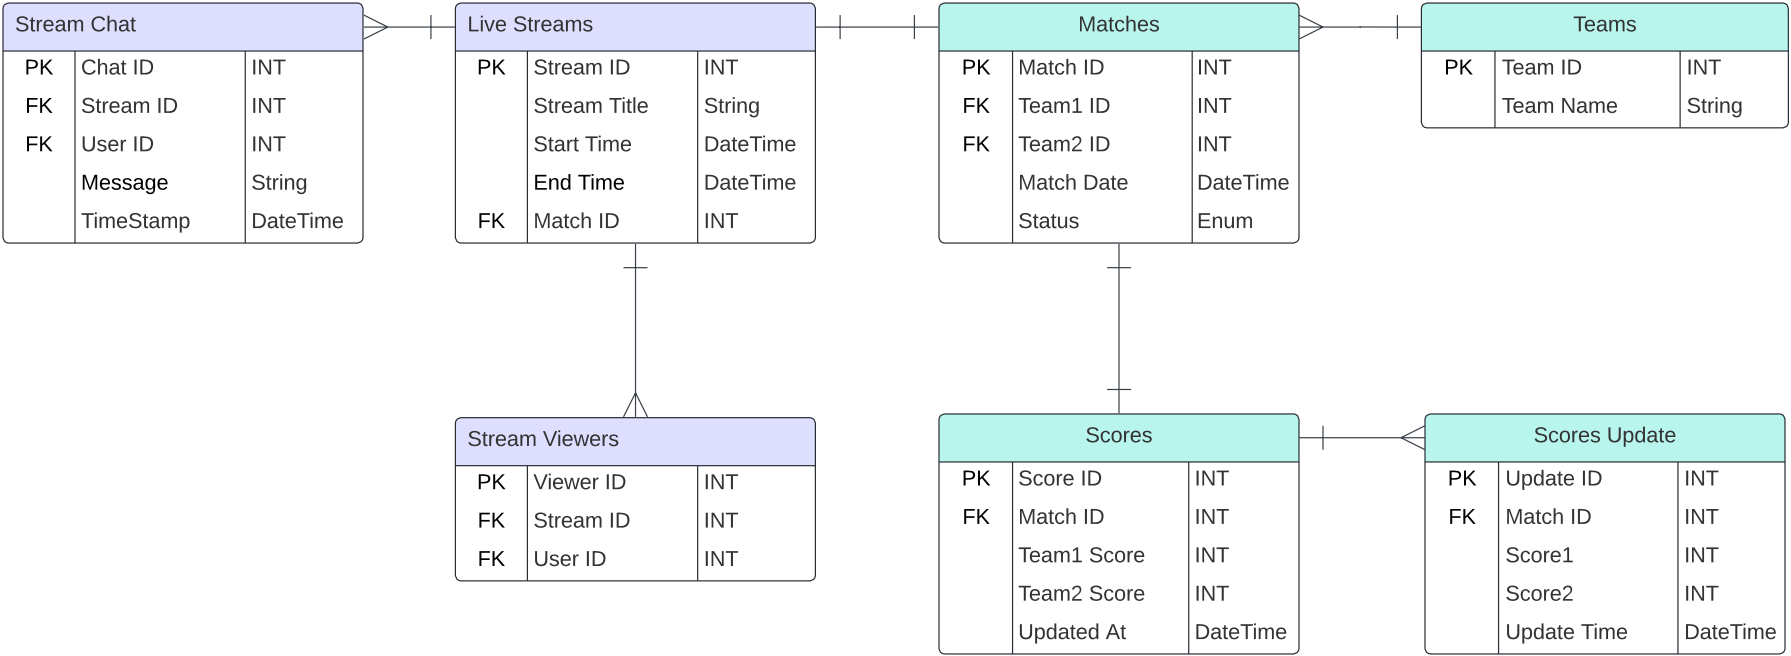 Stream Chat
PK Chat ID INT
FK Stream ID INT
FK User ID INT
Message String
TimeStamp DateTime
Live Streams
PK Stream ID INT
Stream Title String
Start Time DateTime
End Time DateTime
FK Match ID INT
Matches
PK Match ID INT
FK Team1 ID INT
FK Team2 ID INT
Match Date DateTime
Status Enum
Teams
PK Team ID INT
Team Name String
Stream Viewers
PK Viewer ID INT
FK Stream ID INT
FK User ID INT
Scores
PK Score ID INT
FK Match ID INT
Team1 Score INT
Team2 Score INT
Updated At DateTime
Scores Update
PK Update ID INT
FK Match ID INT
Score1 INT
Score2 INT
Update Time DateTime